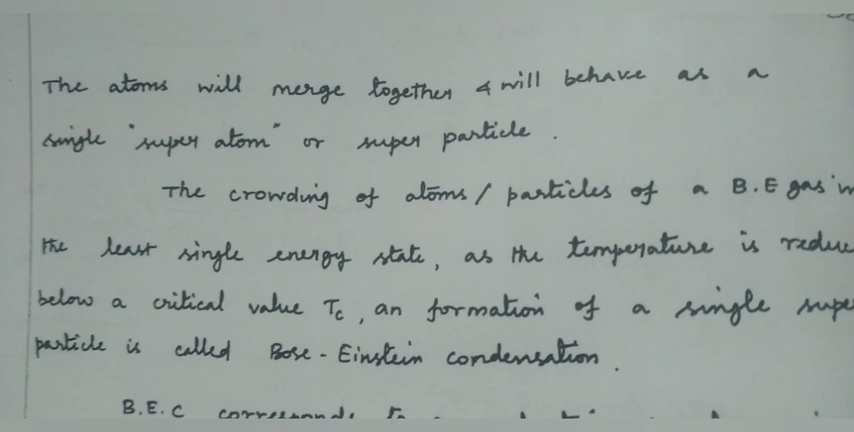 The atoms will merge together & will behave as a
single "super atom" or super particle.
The crowding of atoms / particles of a B.E gas in
the least single energy state, as the temperature is reduce
below a critical value Tc, an formation of a single supe
particle is called Bose-Einstein condensation.
B.E.C corresponds to